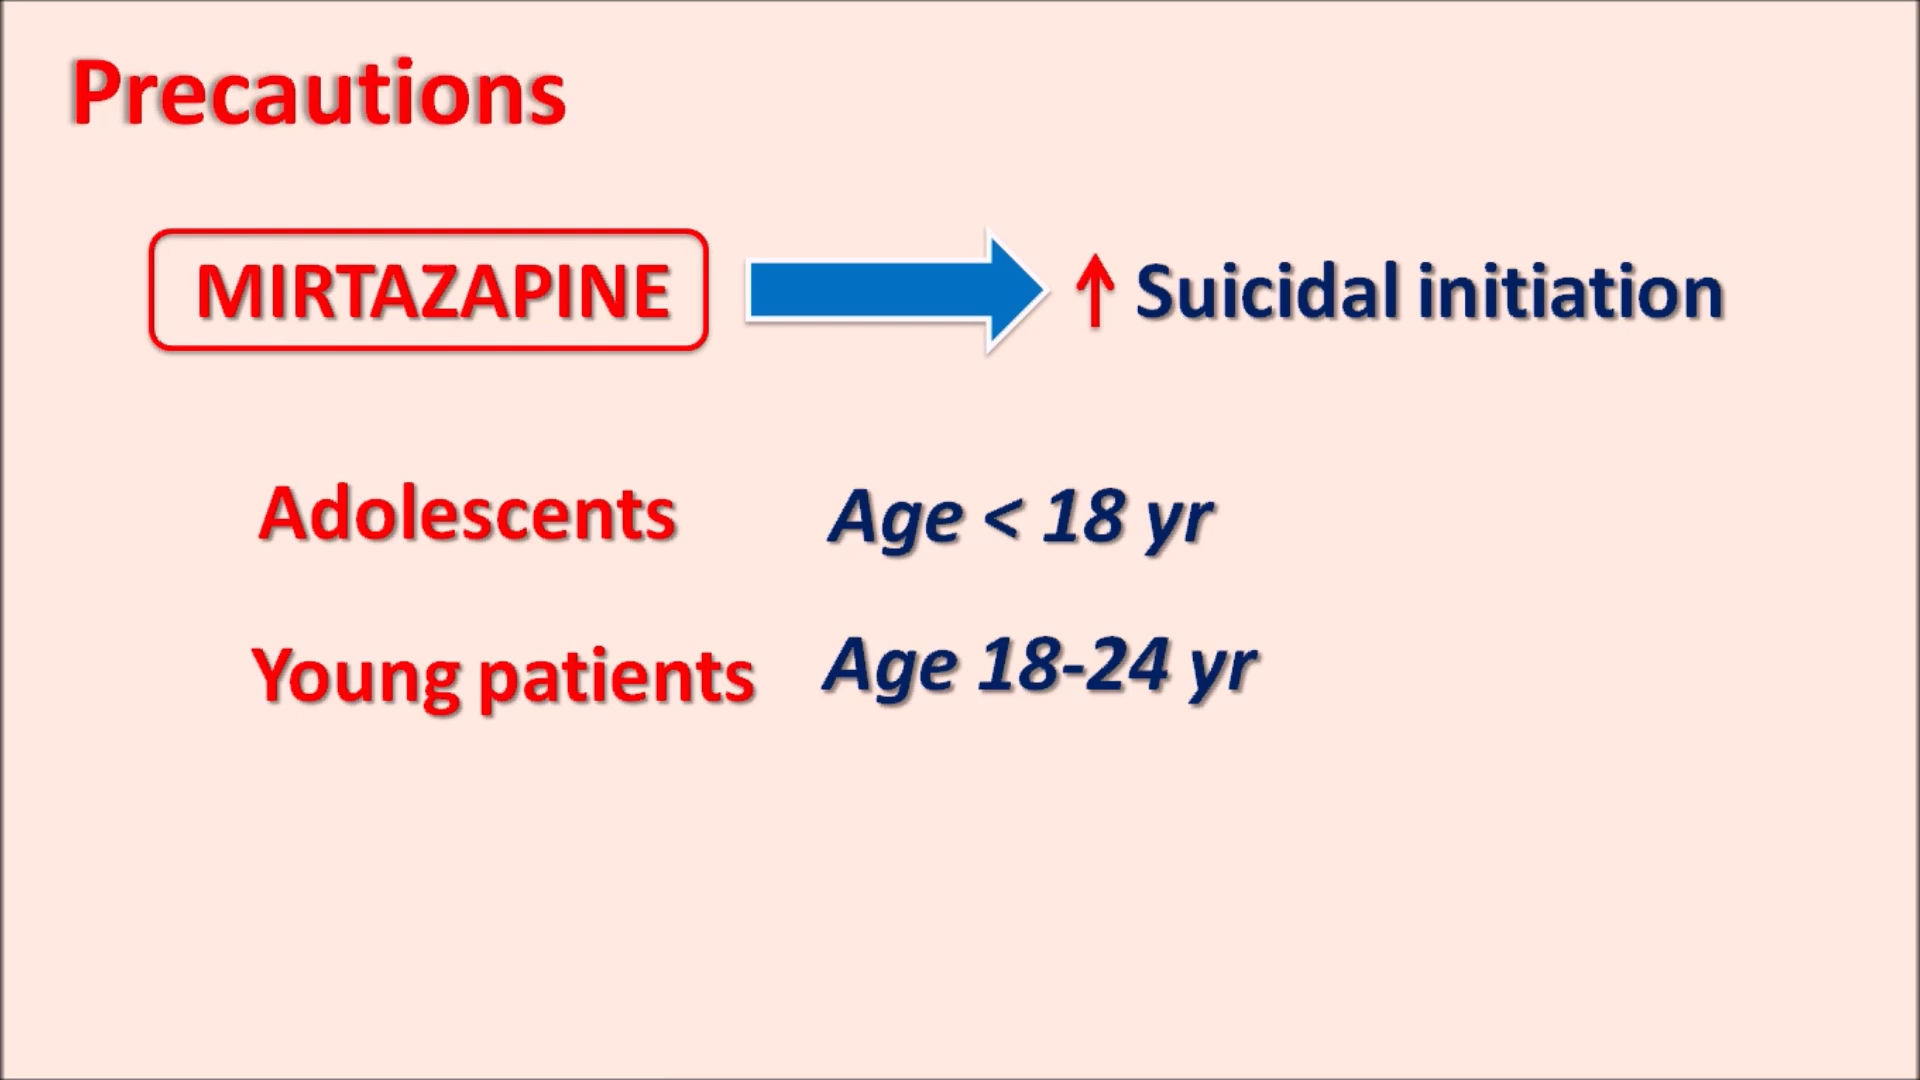 Precautions
MIRTAZAPINE ↑ Suicidal initiation
Adolescents Age < 18 yr
Young patients Age 18-24 yr